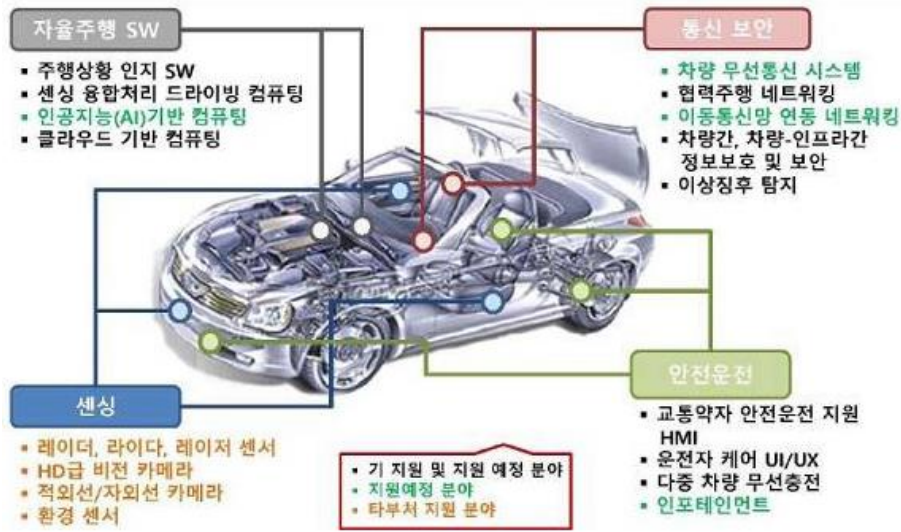 자율주행 SW
▪ 주행상황 인지 SW
▪ 센싱 융합처리 드라이빙 컴퓨팅
▪ 인공지능(AI)기반 컴퓨팅
▪ 클라우드 기반 컴퓨팅
통신 보안
▪ 차량 무선통신 시스템
▪ 협력주행 네트워킹
▪ 이동통신망 연동 네트워킹
▪ 차량간, 차량-인프라간
정보보호 및 보안
▪ 이상징후 탐지
센싱
▪ 레이더, 라이다, 레이저 센서
▪ HD급 비전 카메라
▪ 적외선/자외선 카메라
▪ 환경 센서
▪ 기 지원 및 지원 예정 분야
▪ 지원예정 분야
▪ 타부처 지원 분야
안전운전
▪ 교통약자 안전운전 지원
HMI
▪ 운전자 케어 UI/UX
▪ 다중 차량 무선충전
▪ 인포테인먼트